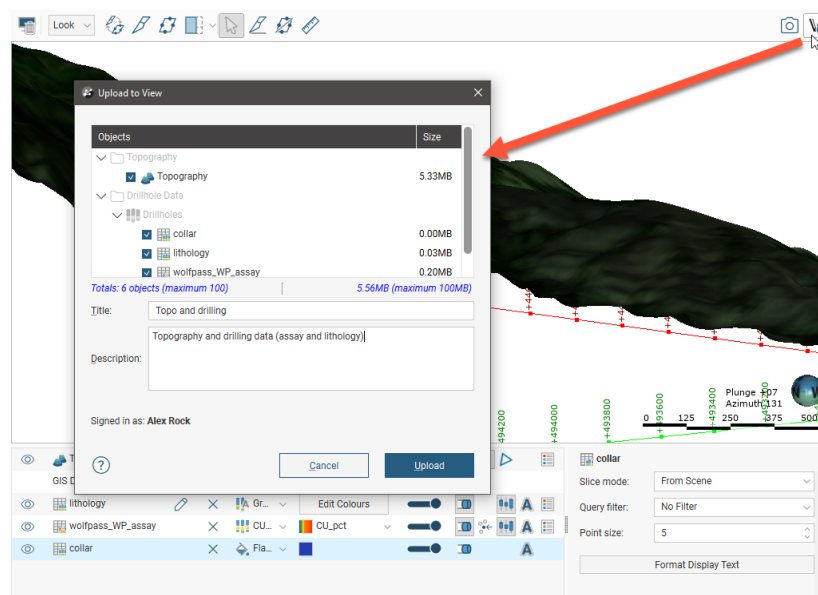 Look
Upload to View
Objects Size
Topography
Topography 5.33MB
Drillhole Data
Drillholes
collar 0.00MB
lithology 0.03MB
wolfpass_WP_assay 0.20MB
Totals: 6 objects (maximum 100) 5.56MB (maximum 100MB)
Title: Topo and drilling
Description: Topography and drilling data (assay and lithology)
Signed in as: Alex Rock
? Cancel Upload
Plunge +07
Azimuth 131
0 125 250 375 500
+494200
+494000
+493800
+493600
+493400
T
GIS D
lithology Gr... Edit Colours A
wolfpass_WP_assay CU... CU_pct A
collar Fla... A
collar
Slice mode: From Scene
Query filter: No Filter
Point size: 5
Format Display Text